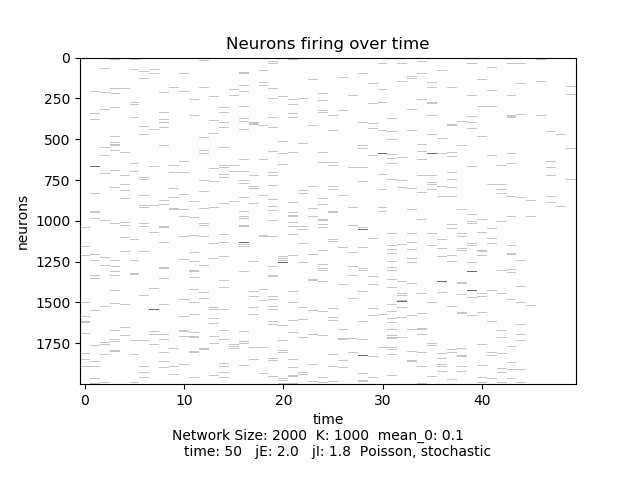 Neurons firing over time
0
250
500
750
1000
1250
1500
1750
neurons
0 10 20 30 40
time
Network Size: 2000 K: 1000 mean_0: 0.1
time: 50 jE: 2.0 jI: 1.8 Poisson, stochastic